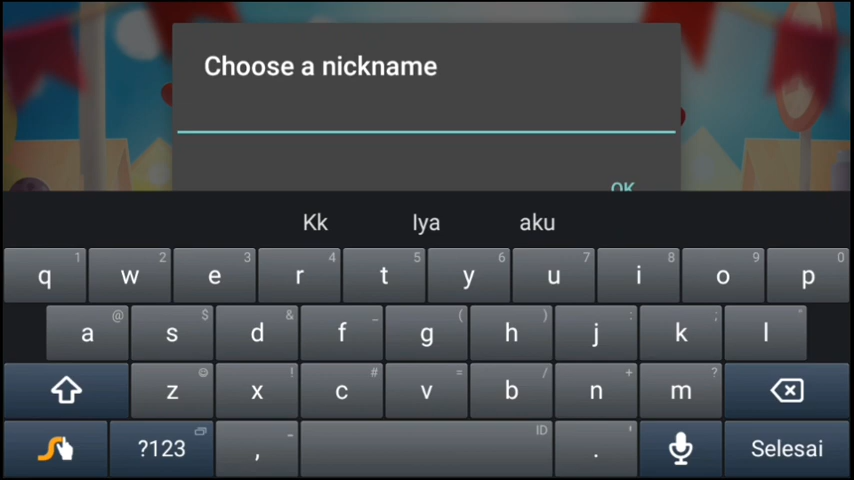 Choose a nickname
OK
Kk Iya aku
q 1 w 2 e 3 r 4 t 5 y 6 u 7 i 8 o 9 p 0
a @ s $ d & f _ g ( h ) j : k ; l "
z x ! c # v = b / n + m ?
?123 , _ ID . ' Selesai